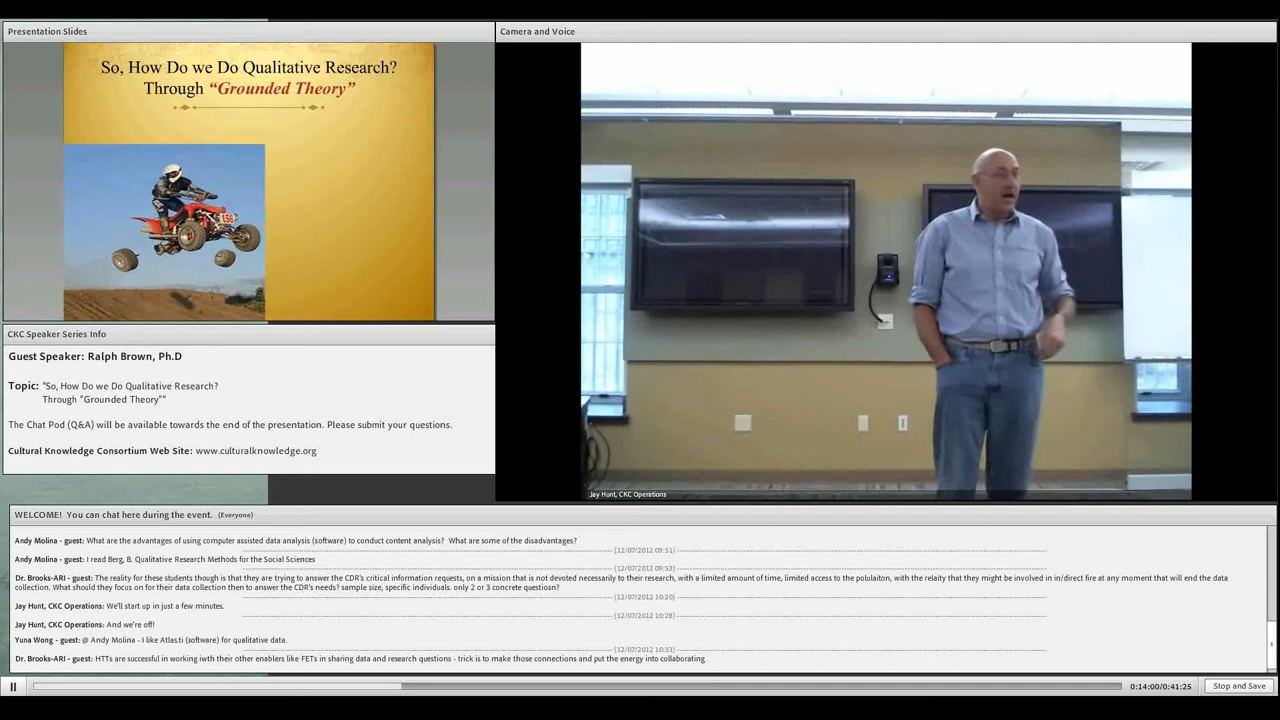 Presentation Slides
So, How Do we Do Qualitative Research?
Through “Grounded Theory”
156
CKC Speaker Series Info
Guest Speaker: Ralph Brown, Ph.D
Topic: "So, How Do we Do Qualitative Research?
Through "Grounded Theory""
The Chat Pod (Q&A) will be available towards the end of the presentation. Please submit your questions.
Cultural Knowledge Consortium Web Site: www.culturalknowledge.org
Camera and Voice
Jay Hunt, CKC Operations
WELCOME! You can chat here during the event. (Everyone)
Andy Molina - guest: What are the advantages of using computer assisted data analysis (software) to conduct content analysis? What are some of the disadvantages?
(12/07/2012 09:51)
Andy Molina - guest: I read Berg, B. Qualitative Research Methods for the Social Sciences
(12/07/2012 09:53)
Dr. Brooks-ARI - guest: The reality for these students though is that they are trying to answer the CDR's critical information requests, on a mission that is not devoted necessarily to their research, with a limited amount of time, limited access to the polulaiton, with the relaity that they might be involved in in/direct fire at any moment that will end the data
collection. What should they focus on for their data collection then to answer the CDR's needs? sample size, specific individuals. only 2 or 3 concrete questiosn?
(12/07/2012 10:20)
Jay Hunt, CKC Operations: We'll start up in just a few minutes.
(12/07/2012 10:28)
Jay Hunt, CKC Operations: And we're off!
Yuna Wong - guest: @ Andy Molina - I like Atlas.ti (software) for qualitative data.
(12/07/2012 10:33)
Dr. Brooks-ARI - guest: HTTs are successful in working iwth their other enablers like FETs in sharing data and research questions - trick is to make those connections and put the energy into collaborating
0:14:00/0:41:25
Stop and Save